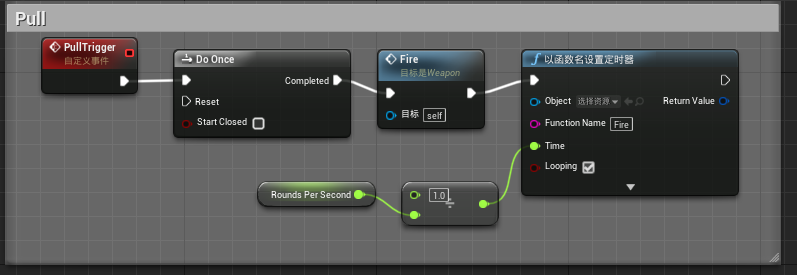 Pull
PullTrigger
自定义事件
Do Once
Completed
Reset
Start Closed
Fire
目标是Weapon
目标 self
以函数名设置定时器
Object 选择资源 Return Value
Function Name Fire
Time
Looping
Rounds Per Second
1.0
÷